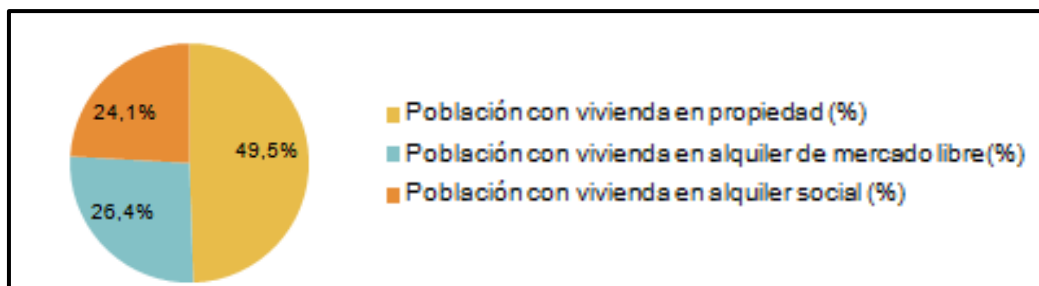 24,1%
49,5%
26,4%
Población con vivienda en propiedad (%)
Población con vivienda en alquiler de mercado libre(%)
Población con vivienda en alquiler social (%)